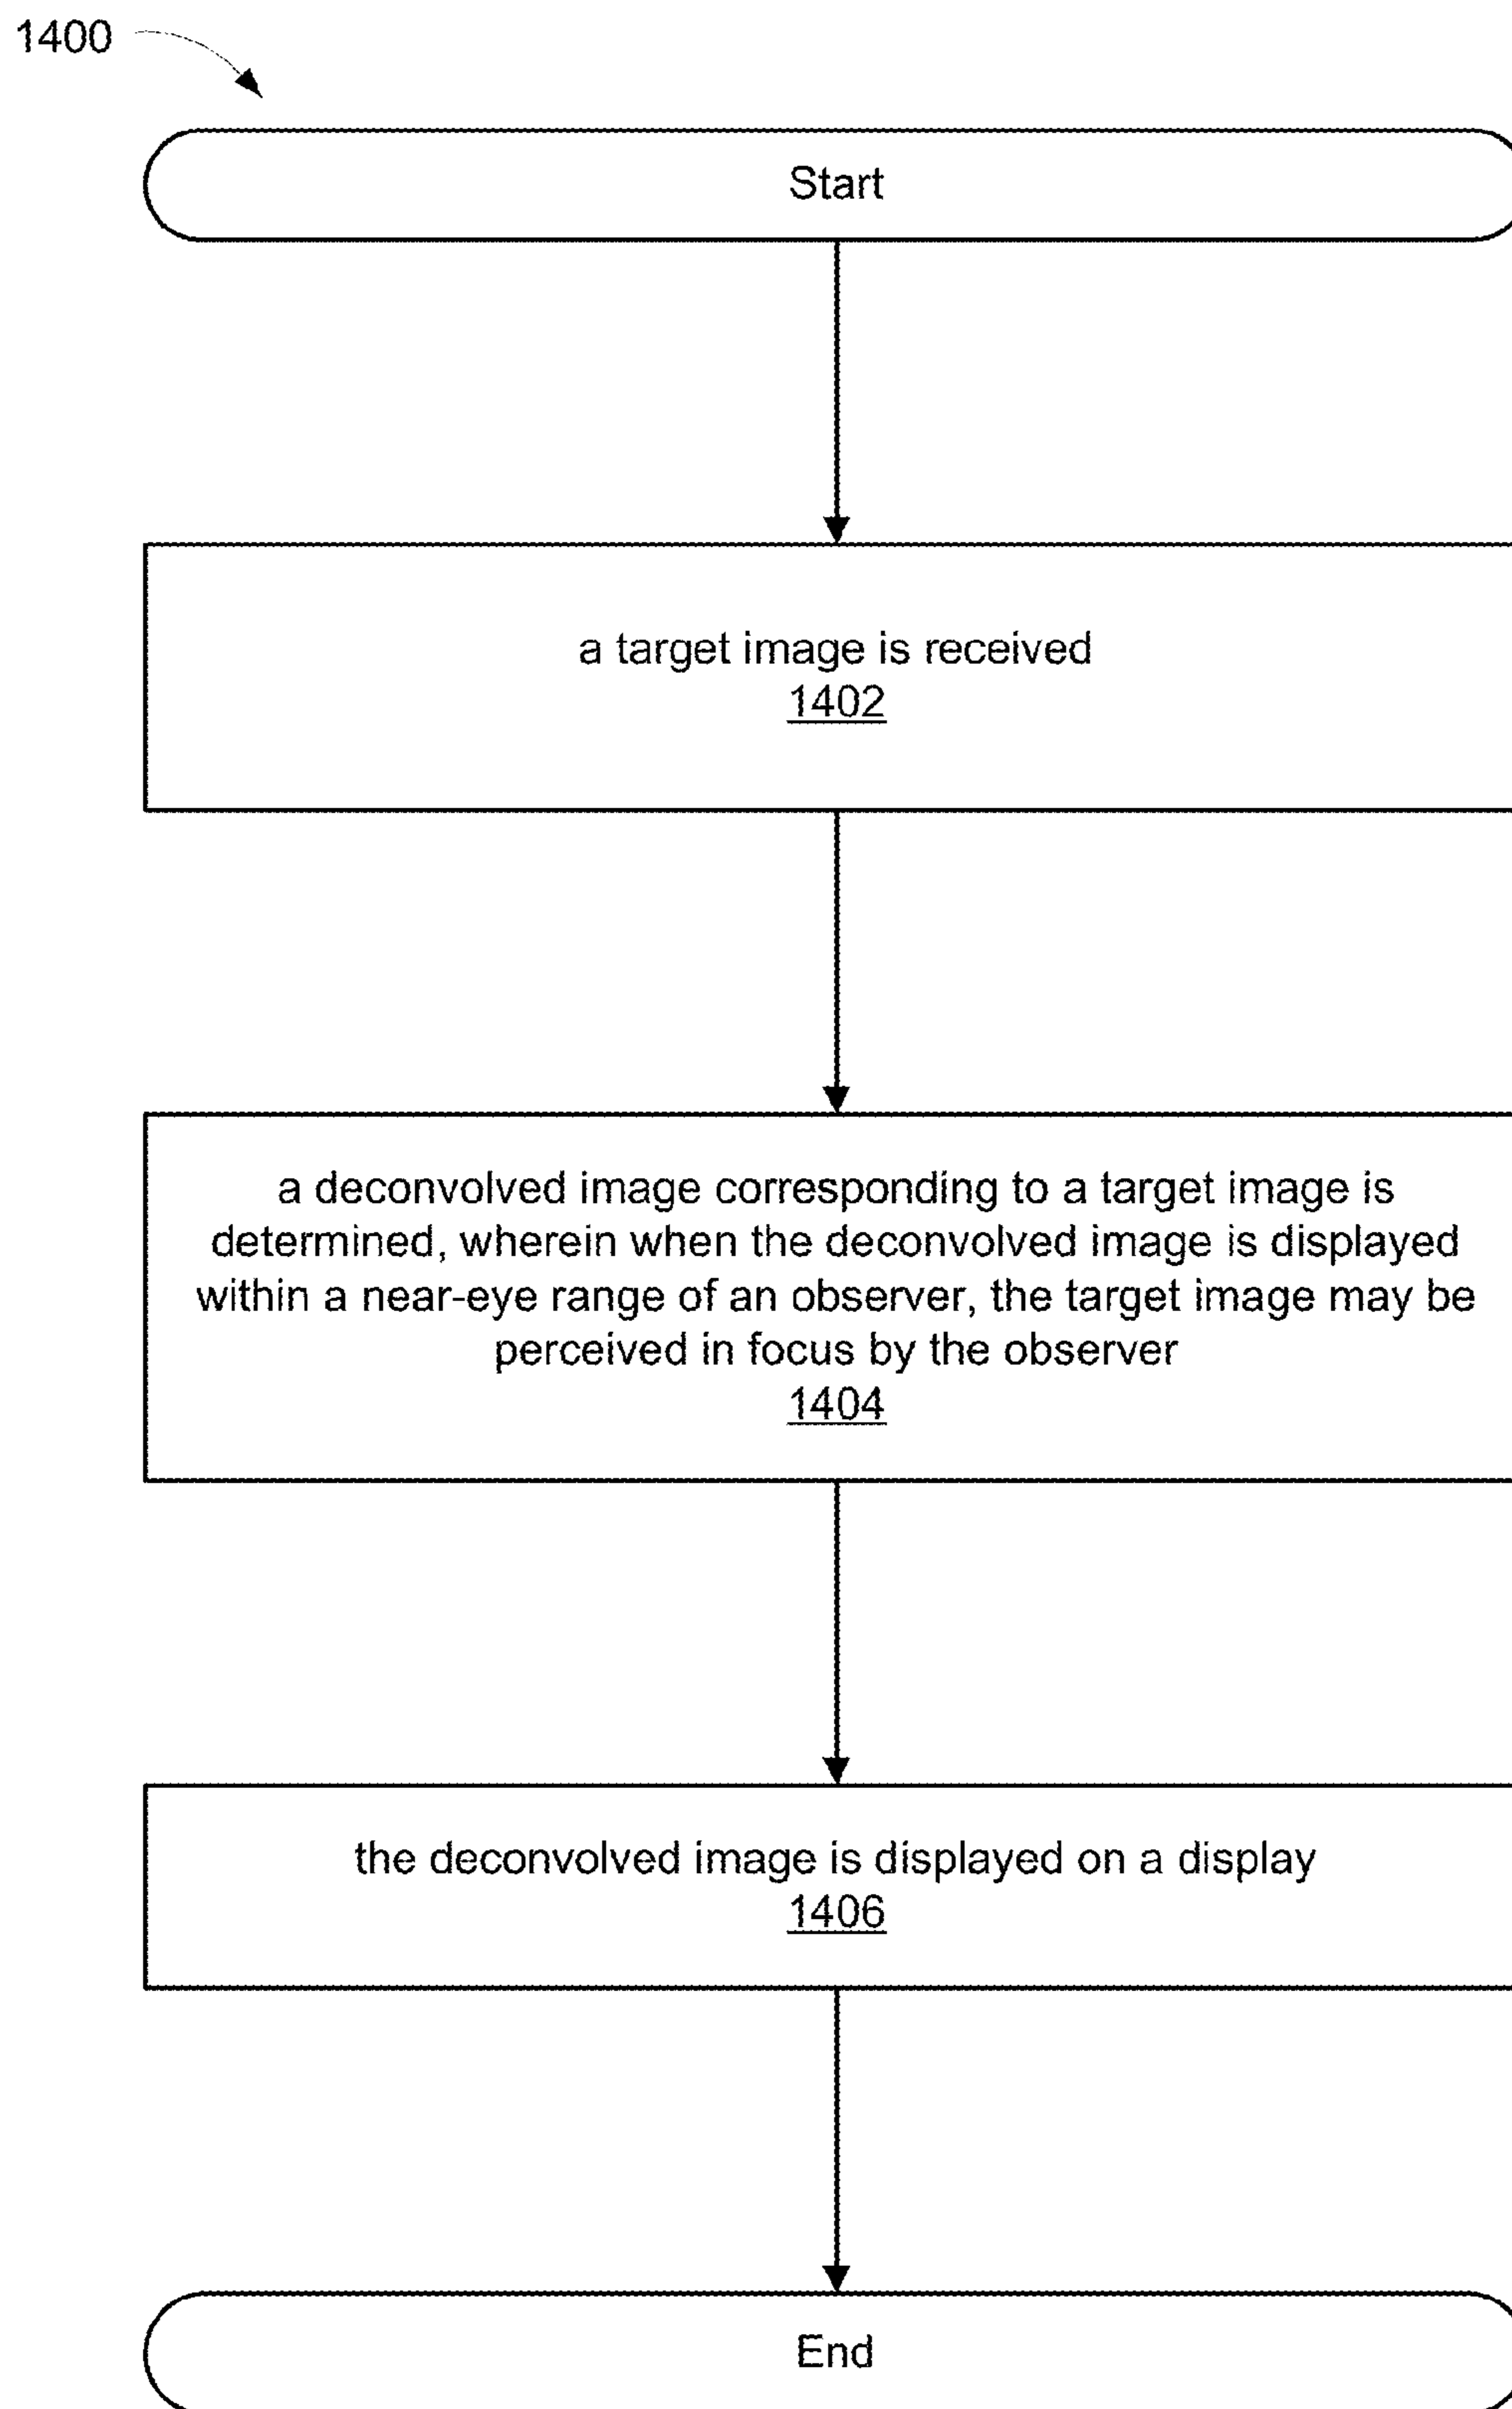 1400
Start
a target image is received
1402
a deconvolved image corresponding to a target image is
determined, wherein when the deconvolved image is displayed
within a near-eye range of an observer, the target image may be
perceived in focus by the observer
1404
the deconvolved image is displayed on a display
1406
End